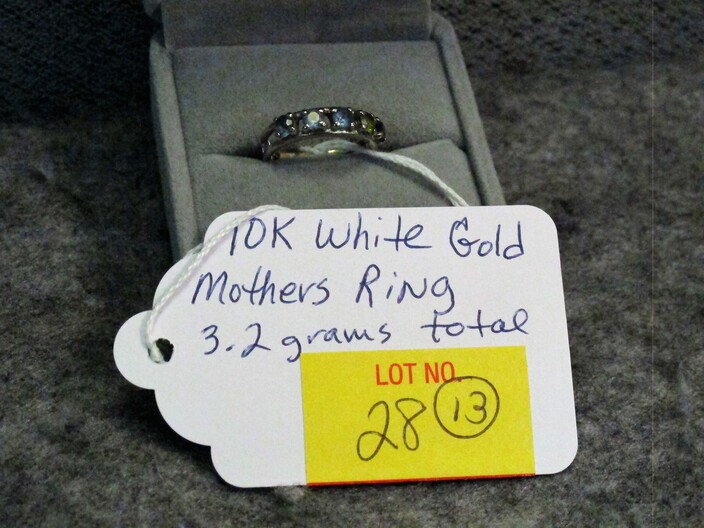 10K White Gold
Mothers Ring
3.2 grams total
LOT NO.
28 13